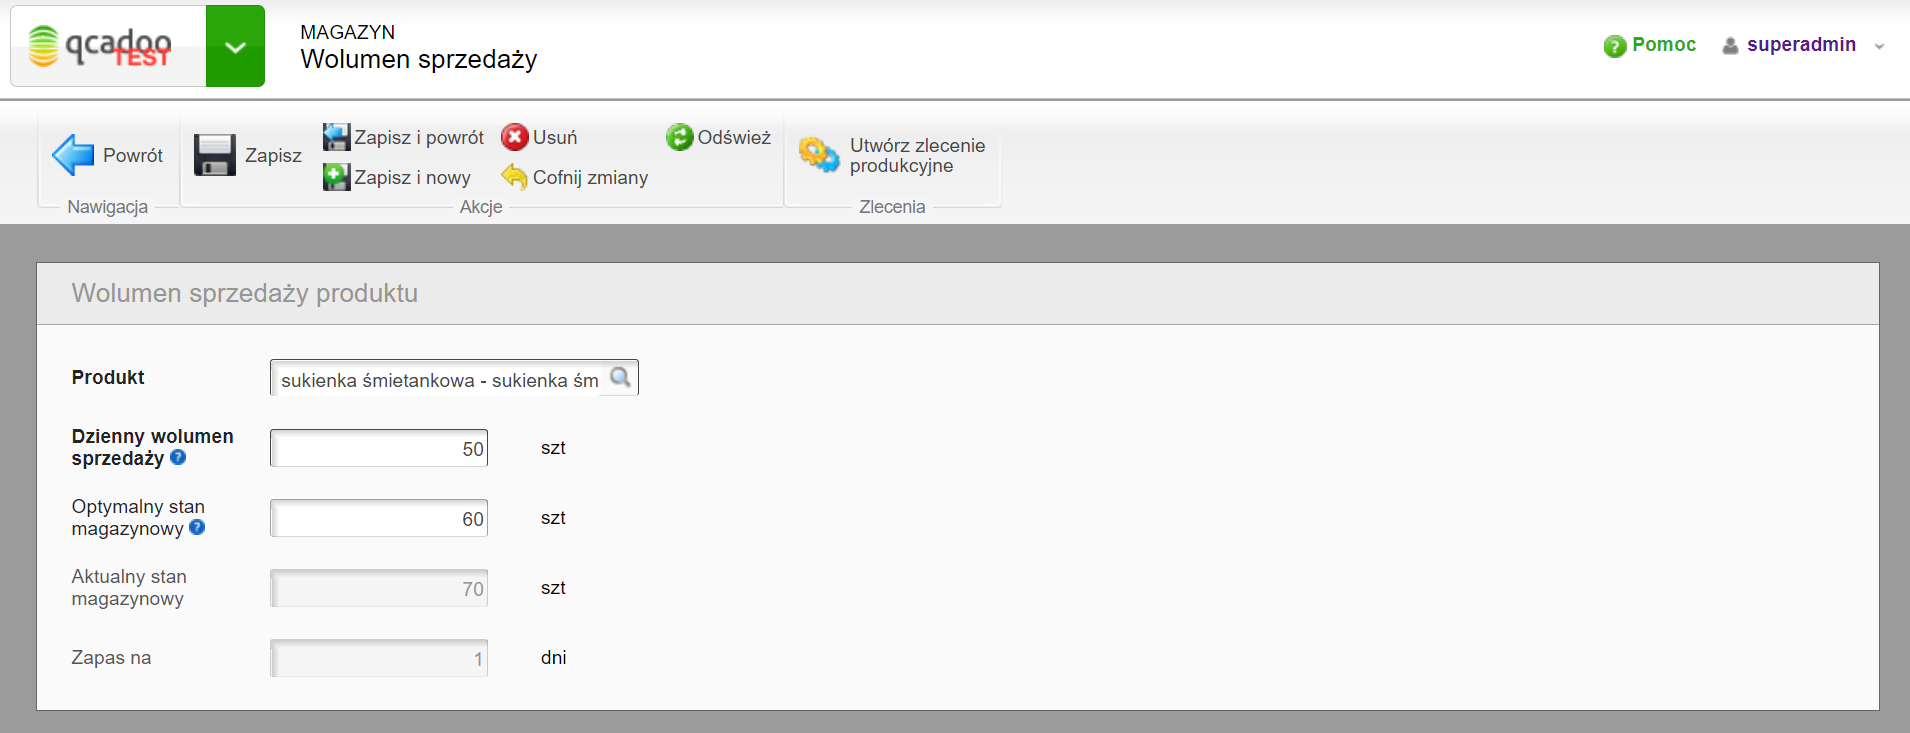 qcadoo
TEST
MAGAZYN
Wolumen sprzedaży
Pomoc
superadmin
Powrót
Nawigacja
Zapisz
Zapisz i powrót
Zapisz i nowy
Usuń
Cofnij zmiany
Odśwież
Akcje
Utwórz zlecenie
produkcyjne
Zlecenia
Wolumen sprzedaży produktu
Produkt
sukienka śmietankowa - sukienka śm
Dzienny wolumen
sprzedaży
50
szt
Optymalny stan
magazynowy
60
szt
Aktualny stan
magazynowy
70
szt
Zapas na
1
dni